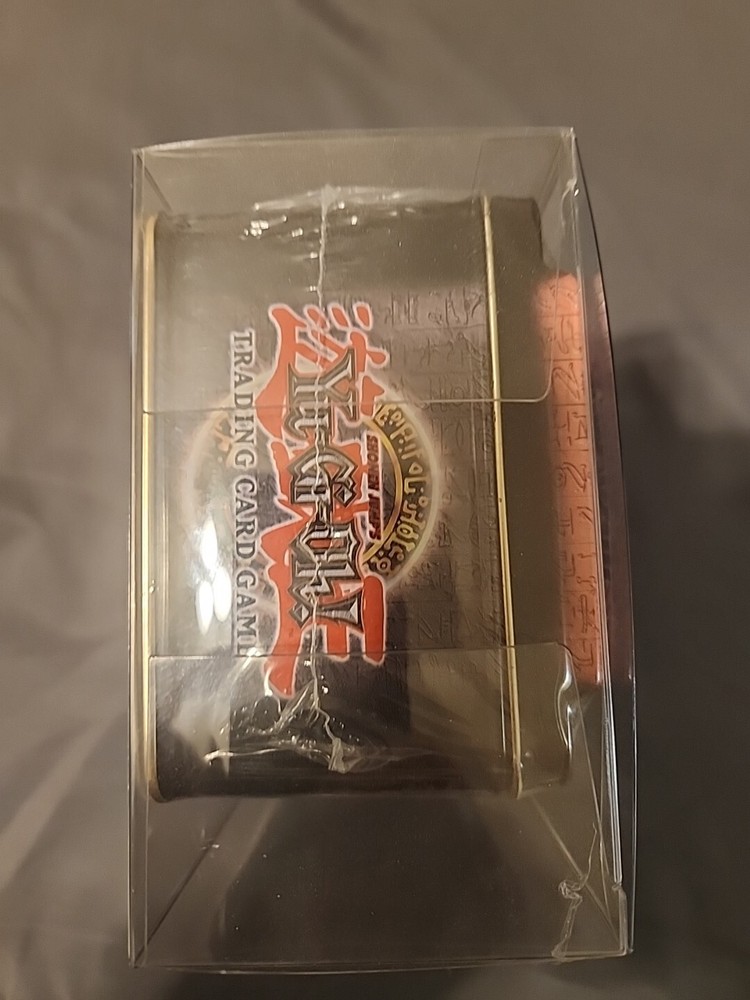 SHONEN JUMP'S
YU-GI-OH!
TRADING CARD GAME